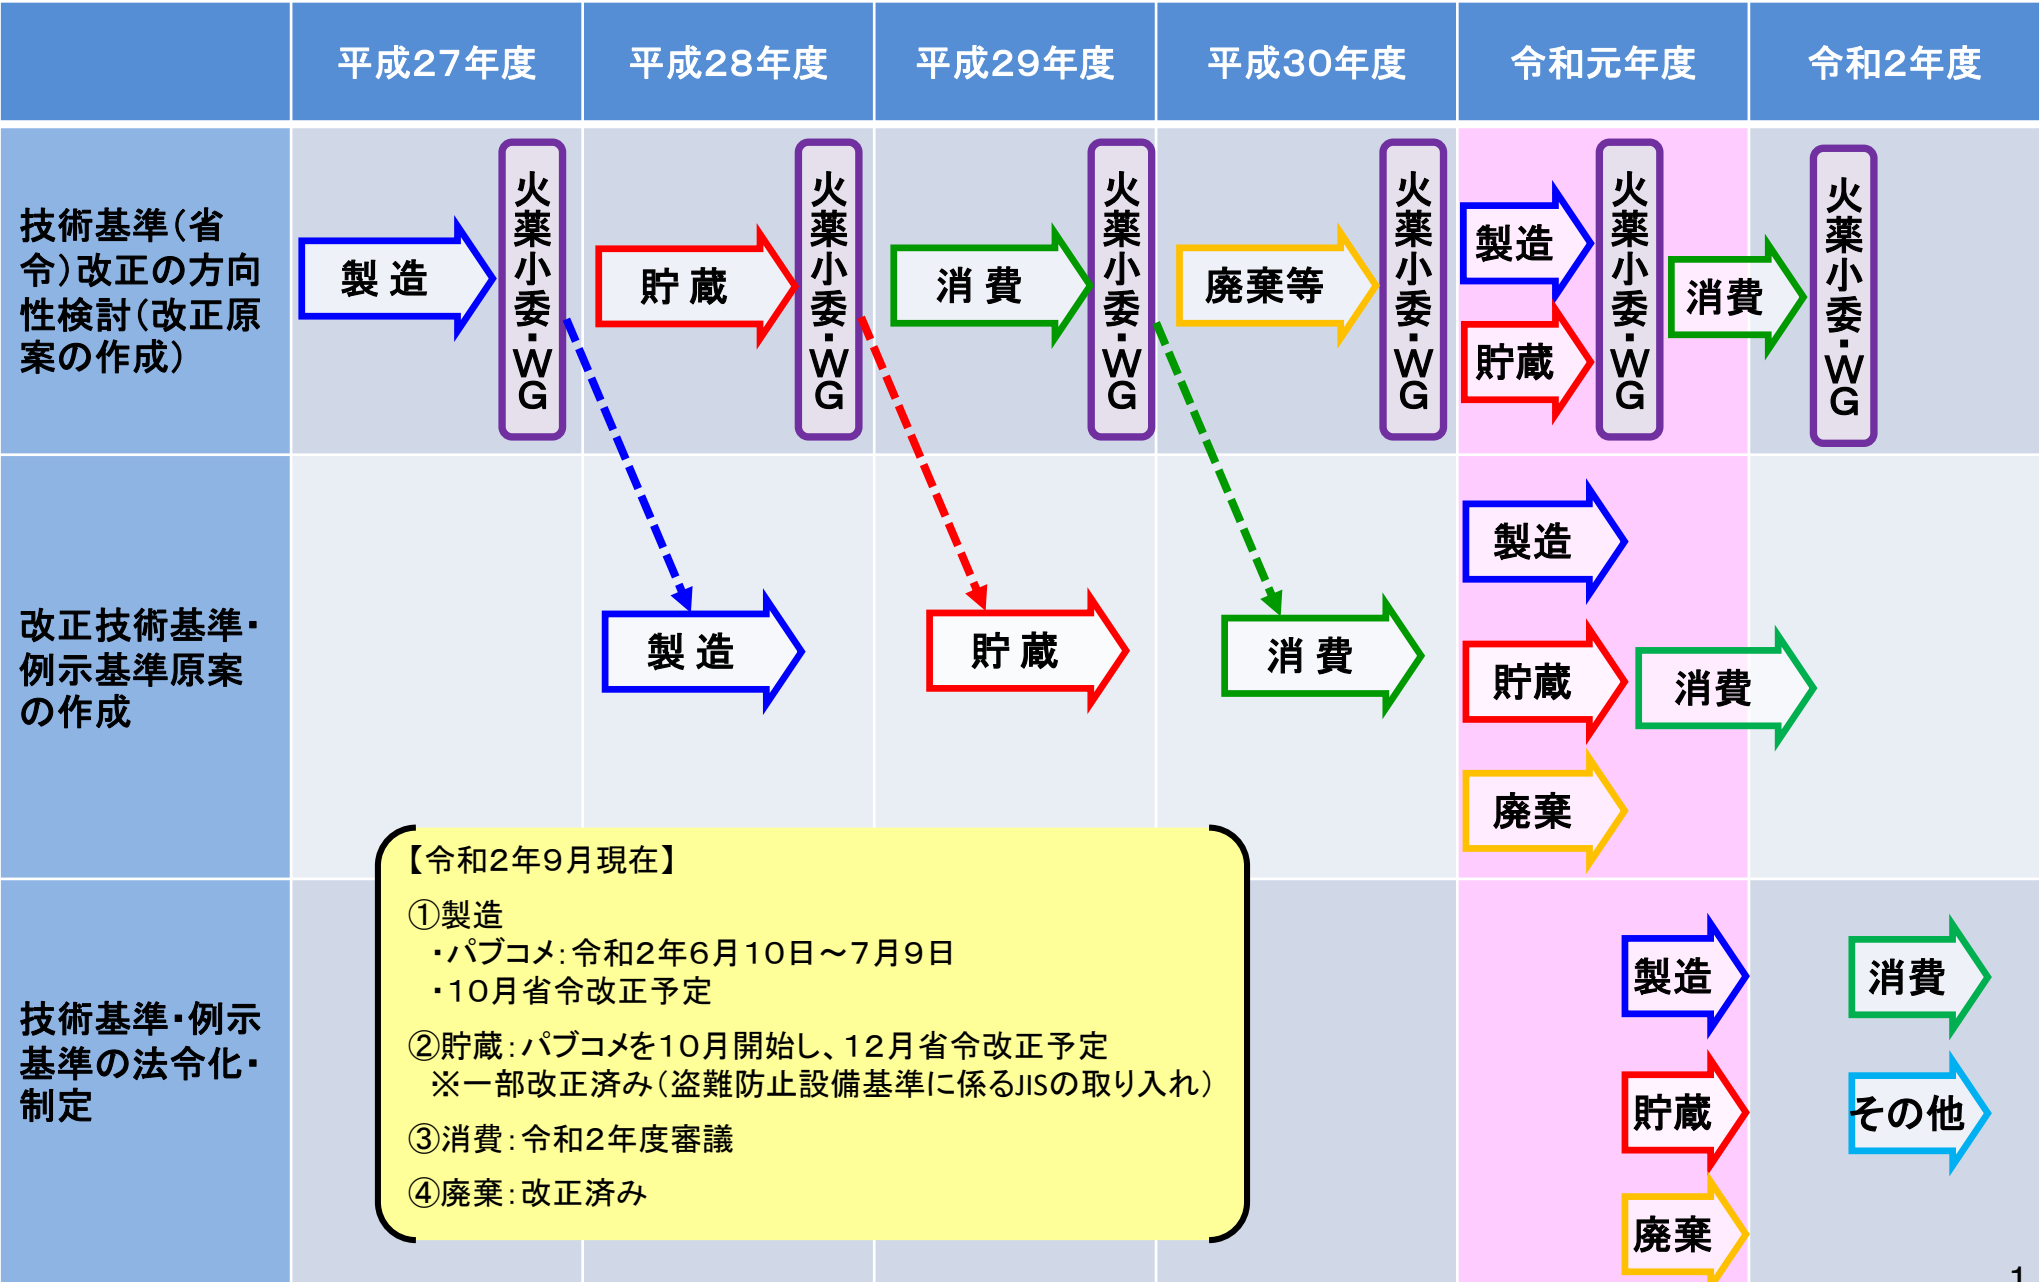 平成27年度
平成28年度
平成29年度
平成30年度
令和元年度
令和2年度
技術基準（省
令）改正の方向
性検討（改正原
案の作成）
製 造
火薬小委・WG
貯 蔵
火薬小委・WG
消 費
火薬小委・WG
廃棄等
火薬小委・WG
製造
貯蔵
火薬小委・WG
消費
火薬小委・WG
改正技術基準・
例示基準原案
の作成
製 造
貯 蔵
消 費
製造
貯蔵
廃棄
消費
技術基準・例示
基準の法令化・
制定
【令和2年9月現在】
①製造
・パブコメ：令和2年6月10日～7月9日
・10月省令改正予定
②貯蔵：パブコメを10月開始し、12月省令改正予定
※一部改正済み（盗難防止設備基準に係るJISの取り入れ）
③消費：令和2年度審議
④廃棄：改正済み
製造
貯蔵
廃棄
消費
その他
1